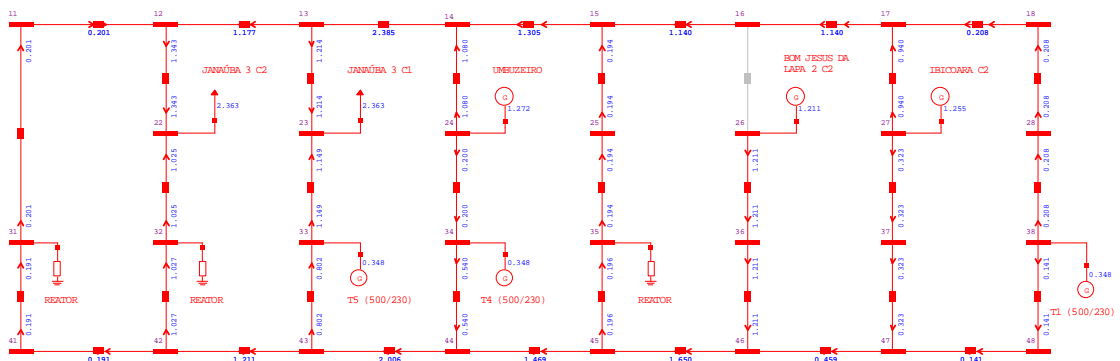 11 12 13 14 15 16 17 18
0.201 1.177 2.385 1.305 1.140 1.140 0.208
0.201 1.343 1.214 1.080 0.194 0.940 0.208
JANAÚBA 3 C2 JANAÚBA 3 C1 UMBUZEIRO BOM JESUS DA
LAPA 2 C2 IBICOARA C2
2.363 2.363 1.272 1.211 1.255
1.343 1.214 1.080 0.194 0.940 0.208
22 23 24 25 26 27 28
1.025 1.149 0.200 0.194 1.211 0.323 0.208
0.201 1.025 1.149 0.200 0.194 1.211 0.323 0.208
31 32 33 34 35 36 37 38
G G G G G G
0.348 0.348 0.348
0.191 1.027 0.802 0.540 0.196 1.211 0.323 0.141
REATOR REATOR T5 (500/230) T4 (500/230) REATOR T1 (500/230)
0.191 1.027 0.802 0.540 0.196 1.211 0.323 0.141
41 42 43 44 45 46 47 48
0.191 1.211 2.006 1.469 1.650 0.459 0.141